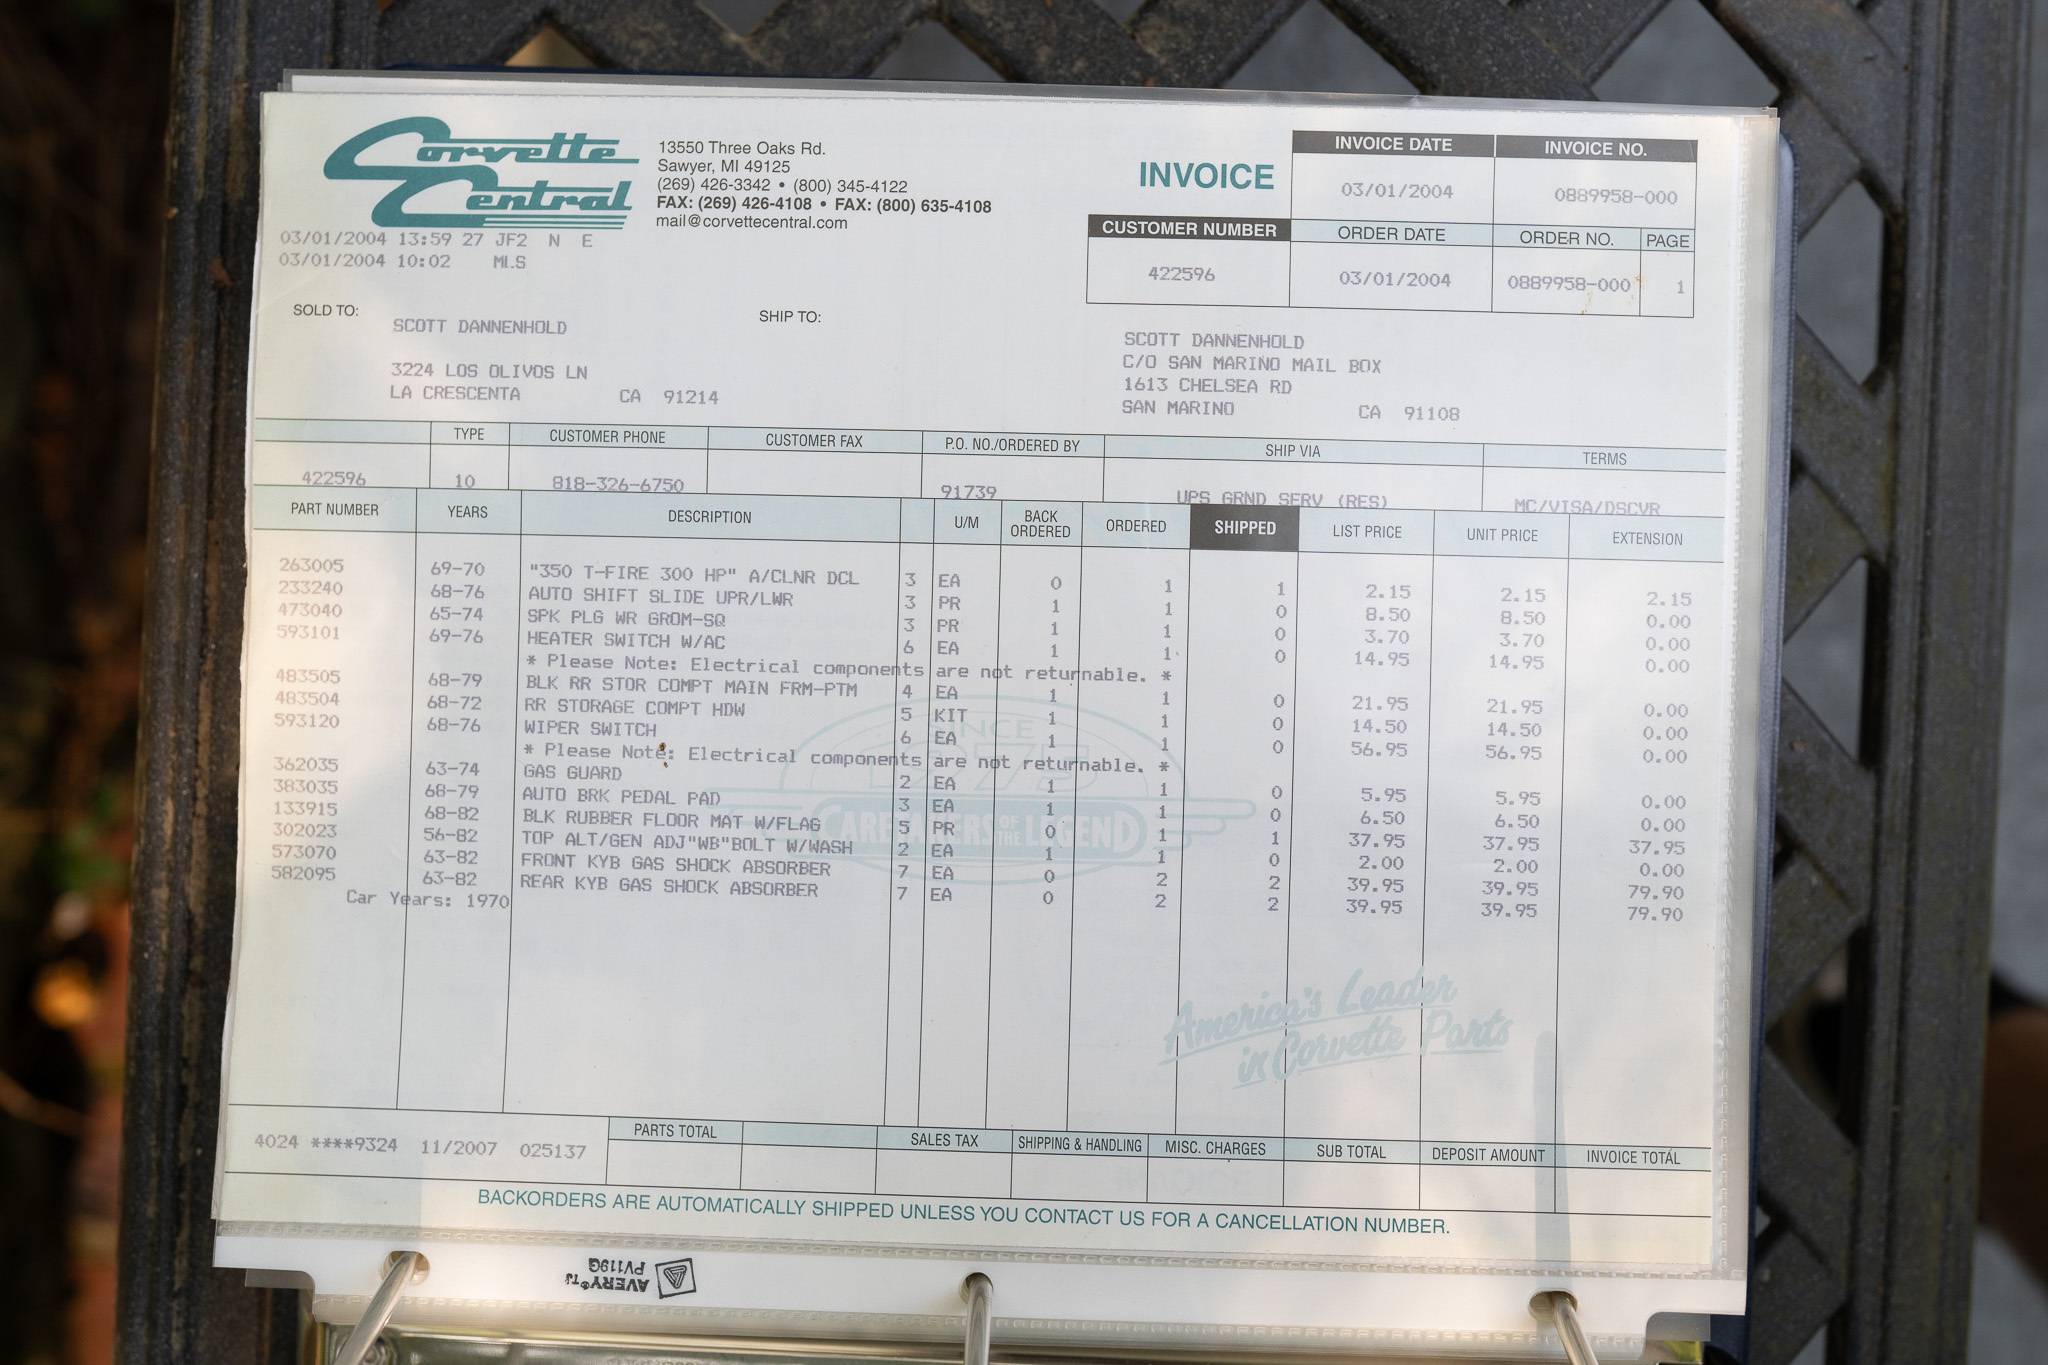 Corvette Central
13550 Three Oaks Rd.
Sawyer, MI 49125
(269) 426-3342 • (800) 345-4122
FAX: (269) 426-4108 • FAX: (800) 635-4108
mail@corvettecentral.com
INVOICE
INVOICE DATE INVOICE NO.
03/01/2004 0889958-000
CUSTOMER NUMBER ORDER DATE ORDER NO. PAGE
422596 03/01/2004 0889958-000 1
03/01/2004 13:59 27 JF2 N E
03/01/2004 10:02 MLS
SOLD TO:
SCOTT DANNENHOLD
3224 LOS OLIVOS LN
LA CRESCENTA CA 91214
SHIP TO:
SCOTT DANNENHOLD
C/O SAN MARINO MAIL BOX
1613 CHELSEA RD
SAN MARINO CA 91108
TYPE CUSTOMER PHONE CUSTOMER FAX P.O. NO./ORDERED BY SHIP VIA TERMS
422596 10 818-326-6750 91739 UPS GRND SERV (RES) MC/VISA/DSCVR
PART NUMBER YEARS DESCRIPTION U/M BACK ORDERED ORDERED SHIPPED LIST PRICE UNIT PRICE EXTENSION
263005 69-70 "350 T-FIRE 300 HP" A/CLNR DCL 3 EA 0 1 1 2.15 2.15 2.15
233240 68-76 AUTO SHIFT SLIDE UPR/LWR 3 PR 1 1 0 8.50 8.50 0.00
473040 65-74 SPK PLG WR GROM-SQ 3 PR 1 1 0 3.70 3.70 0.00
593101 69-76 HEATER SWITCH W/AC 6 EA 1 1 0 14.95 14.95 0.00
* Please Note: Electrical components are not returnable. *
483505 68-79 BLK RR STOR COMPT MAIN FRM-PTM 4 EA 1 1 0 21.95 21.95 0.00
483504 68-72 RR STORAGE COMPT HDW 5 KIT 1 1 0 14.50 14.50 0.00
593120 68-76 WIPER SWITCH 6 EA 1 1 0 56.95 56.95 0.00
* Please Note: Electrical components are not returnable. *
362035 63-74 GAS GUARD 2 EA 1 1 0 5.95 5.95 0.00
383035 68-79 AUTO BRK PEDAL PAD 3 EA 1 1 0 6.50 6.50 0.00
133915 68-82 BLK RUBBER FLOOR MAT W/FLAG 5 PR 0 1 1 37.95 37.95 37.95
302023 56-82 TOP ALT/GEN ADJ"WB"BOLT W/WASH 2 EA 1 1 0 2.00 2.00 0.00
573070 63-82 FRONT KYB GAS SHOCK ABSORBER 7 EA 0 2 2 39.95 39.95 79.90
582095 63-82 REAR KYB GAS SHOCK ABSORBER 7 EA 0 2 2 39.95 39.95 79.90
Car Years: 1970
SINCE
1975
CARETAKERS OF THE LEGEND
America's Leader
in Corvette Parts
4024 ****9324 11/2007 025137
PARTS TOTAL SALES TAX SHIPPING & HANDLING MISC. CHARGES SUB TOTAL DEPOSIT AMOUNT INVOICE TOTAL
BACKORDERS ARE AUTOMATICALLY SHIPPED UNLESS YOU CONTACT US FOR A CANCELLATION NUMBER.
AVERY®
PV119G